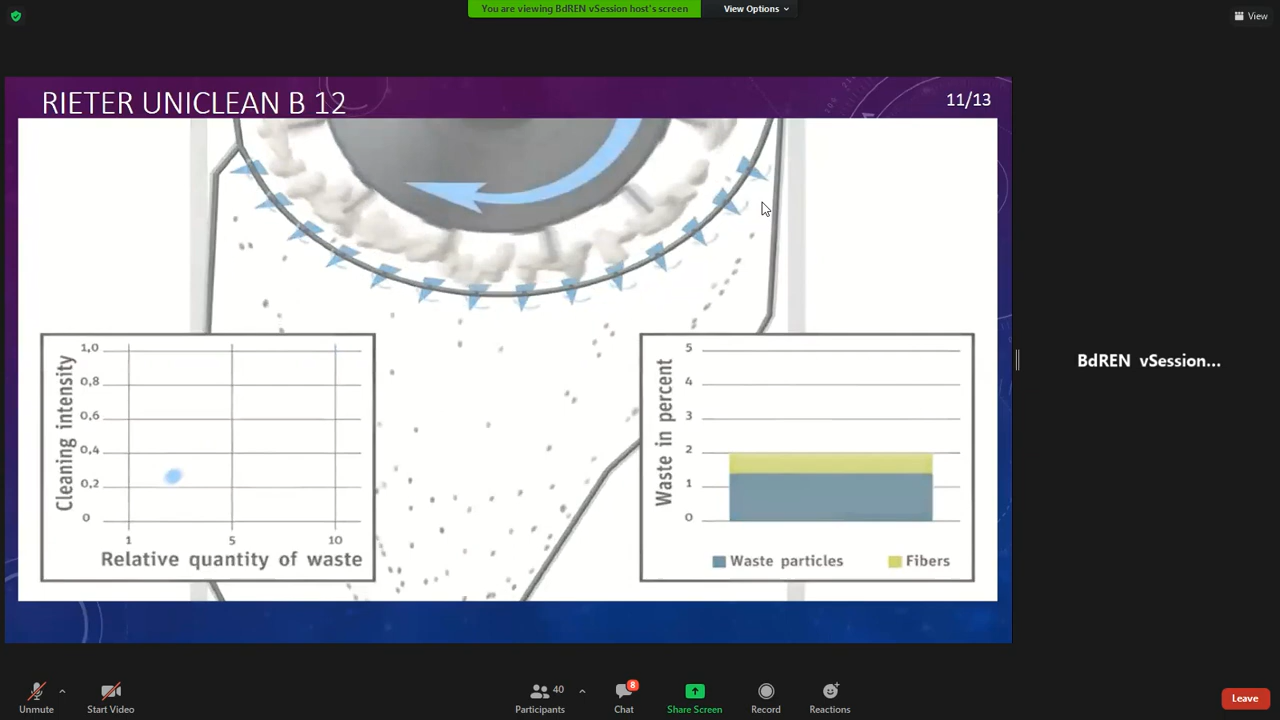 You are viewing BdREN vSession host's screen
View Options
View
RIETER UNICLEAN B 12
11/13
Cleaning intensity
1,0
0,8
0,6
0,4
0,2
0
1 5 10
Relative quantity of waste
Waste in percent
5
4
3
2
1
0
Waste particles
Fibers
BdREN vSession...
Unmute
Start Video
40
Participants
8
Chat
Share Screen
Record
Reactions
Leave